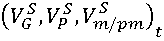 (V_G^S, V_P^S, V_{m/pm}^S)_t